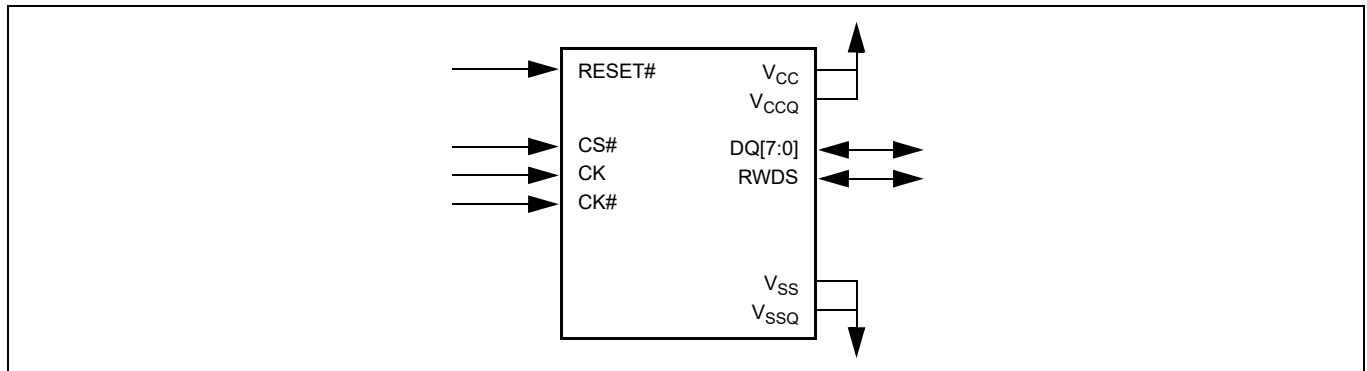 RESET#
CS#
CK
CK#
VCC
VCCQ
DQ[7:0]
RWDS
VSS
VSSQ